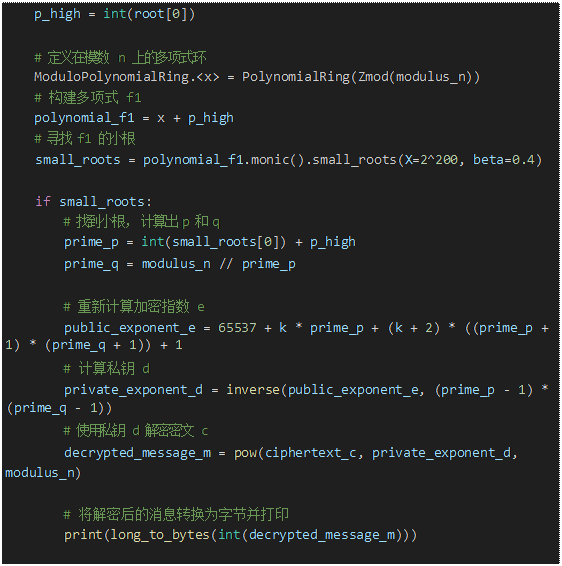 p_high = int(root[0])
# 定义在模数 n 上的多项式环
ModuloPolynomialRing.<x> = PolynomialRing(Zmod(modulus_n))
# 构建多项式 f1
polynomial_f1 = x + p_high
# 寻找 f1 的小根
small_roots = polynomial_f1.monic().small_roots(X=2^200, beta=0.4)
if small_roots:
# 找到小根，计算出 p 和 q
prime_p = int(small_roots[0]) + p_high
prime_q = modulus_n // prime_p
# 重新计算加密指数 e
public_exponent_e = 65537 + k * prime_p + (k + 2) * ((prime_p +
1) * (prime_q + 1)) + 1
# 计算私钥 d
private_exponent_d = inverse(public_exponent_e, (prime_p - 1) *
(prime_q - 1))
# 使用私钥 d 解密密文 c
decrypted_message_m = pow(ciphertext_c, private_exponent_d,
modulus_n)
# 将解密后的消息转换为字节并打印
print(long_to_bytes(int(decrypted_message_m)))